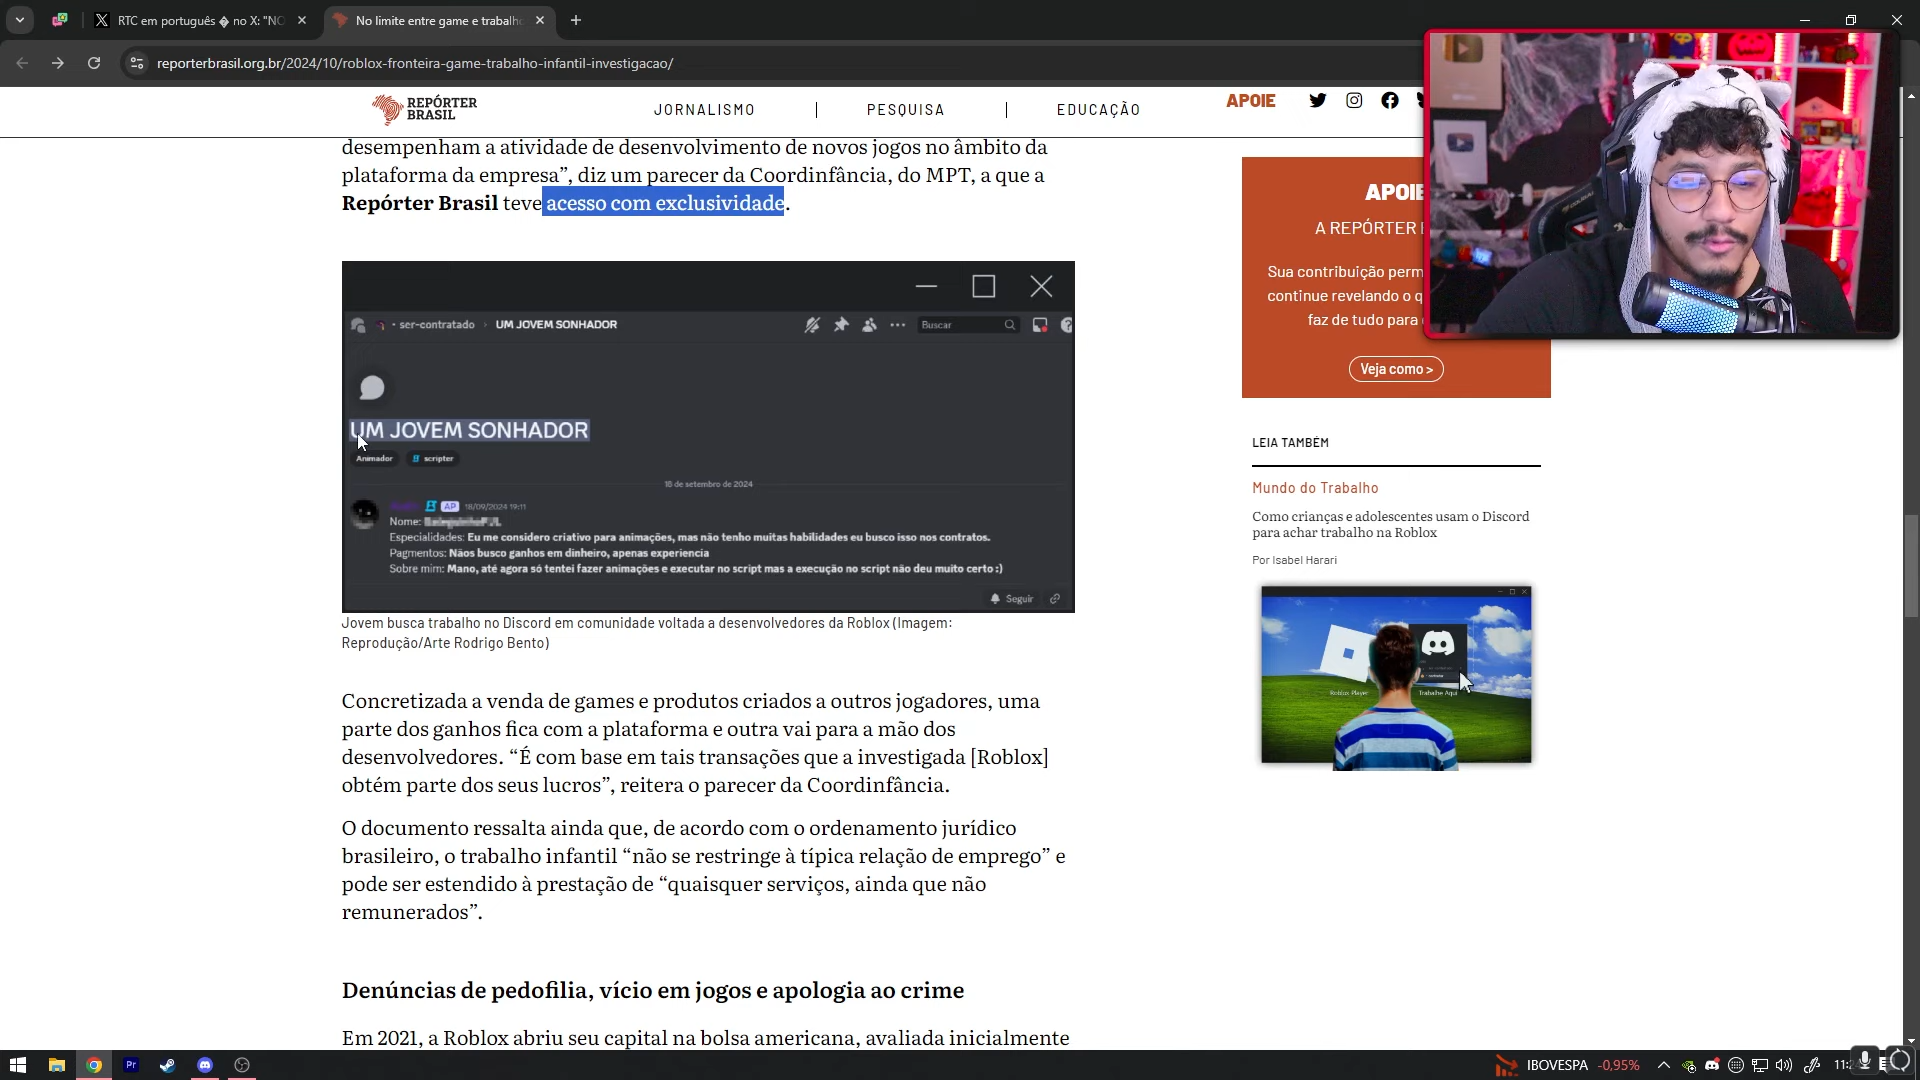 RTC em português � no X: "NO
No limite entre game e trabalho
reporterbrasil.org.br/2024/10/roblox-fronteira-game-trabalho-infantil-investigacao/
REPÓRTER
BRASIL
JORNALISMO | PESQUISA | EDUCAÇÃO
APOIE
desempenham a atividade de desenvolvimento de novos jogos no âmbito da
plataforma da empresa”, diz um parecer da Coordinfância, do MPT, a que a
Repórter Brasil teve acesso com exclusividade.
ser-contratado › UM JOVEM SONHADOR
Buscar
UM JOVEM SONHADOR
Animador scripter
18 de setembro de 2024
AP 18/09/2024 19:11
Nome:
Especialidades: Eu me considero criativo para animações, mas não tenho muitas habilidades eu busco isso nos contratos.
Pagmentos: Nãos busco ganhos em dinheiro, apenas experiencia
Sobre mim: Mano, até agora só tentei fazer animações e executar no script mas a execução no script não deu muito certo :)
Seguir
Jovem busca trabalho no Discord em comunidade voltada a desenvolvedores da Roblox (Imagem:
Reprodução/Arte Rodrigo Bento)
Concretizada a venda de games e produtos criados a outros jogadores, uma
parte dos ganhos fica com a plataforma e outra vai para a mão dos
desenvolvedores. “É com base em tais transações que a investigada [Roblox]
obtém parte dos seus lucros”, reitera o parecer da Coordinfância.
O documento ressalta ainda que, de acordo com o ordenamento jurídico
brasileiro, o trabalho infantil “não se restringe à típica relação de emprego” e
pode ser estendido à prestação de “quaisquer serviços, ainda que não
remunerados”.
Denúncias de pedofilia, vício em jogos e apologia ao crime
Em 2021, a Roblox abriu seu capital na bolsa americana, avaliada inicialmente
APOIE
A REPÓRTER
Sua contribuição perm
continue revelando o q
faz de tudo para
Veja como >
LEIA TAMBÉM
Mundo do Trabalho
Como crianças e adolescentes usam o Discord
para achar trabalho na Roblox
Por Isabel Harari
Roblox Player
Trabalhe Aqui
Pr
IBOVESPA -0,95%